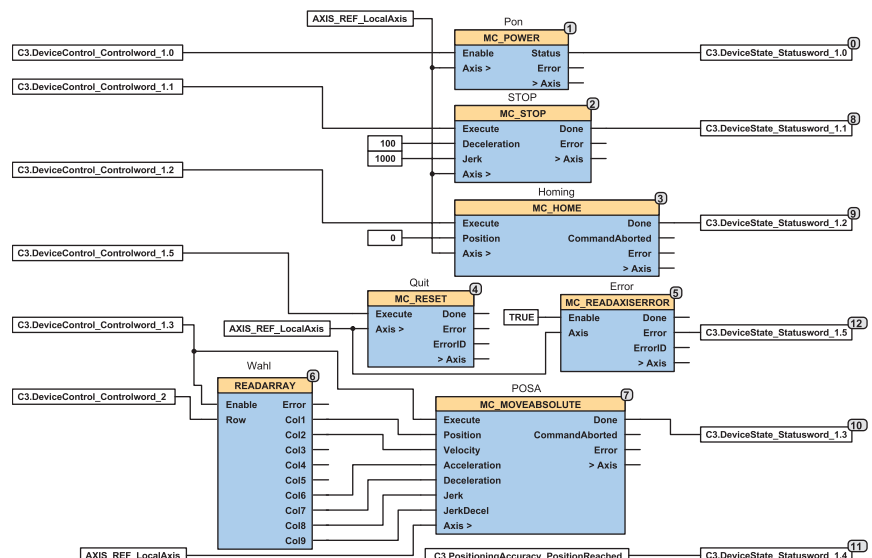 Pon
AXIS_REF_LocalAxis
1
MC_POWER
0
C3.DeviceControl_Controlword_1.0
Enable Status
C3.DeviceState_Statusword_1.0
Axis > Error
> Axis
C3.DeviceControl_Controlword_1.1
STOP
2
MC_STOP
8
Execute Done
C3.DeviceState_Statusword_1.1
100
Deceleration Error
1000
Jerk > Axis
Axis >
C3.DeviceControl_Controlword_1.2
Homing
3
MC_HOME
9
Execute Done
C3.DeviceState_Statusword_1.2
0
Position CommandAborted
Axis > Error
> Axis
C3.DeviceControl_Controlword_1.5
Quit
4
MC_RESET
Execute Done
Axis > Error
ErrorID
> Axis
AXIS_REF_LocalAxis
Error
5
MC_READAXISERROR
TRUE
Enable Done
Axis Error
ErrorID
> Axis
12
C3.DeviceState_Statusword_1.5
C3.DeviceControl_Controlword_1.3
Wahl
6
READARRAY
C3.DeviceControl_Controlword_2
Enable Error
Row Col1
Col2
Col3
Col4
Col5
Col6
Col7
Col8
Col9
POSA
7
MC_MOVEABSOLUTE
Execute Done
Position CommandAborted
Velocity Error
Acceleration > Axis
Deceleration
Jerk
JerkDecel
Axis >
10
C3.DeviceState_Statusword_1.3
AXIS_REF_LocalAxis
C3.PositioningAccuracy_PositionReached
11
C3.DeviceState_Statusword_1.4